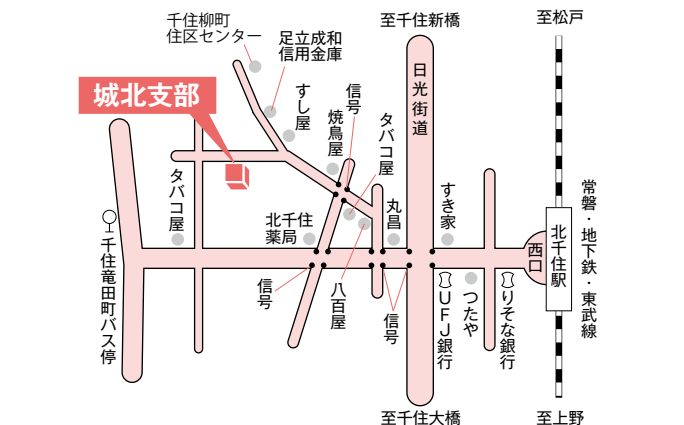 千住柳町
住区センター
足立成和
信用金庫
至千住新橋
至松戸
城北支部
すし屋
信号
焼鳥屋
タバコ屋
日光街道
タバコ屋
北千住
薬局
丸昌
すき家
西口
北千住駅
常磐・地下鉄・東武線
千住竜田町バス停
信号
八百屋
信号
UFJ銀行
つたや
りそな銀行
至千住大橋
至上野